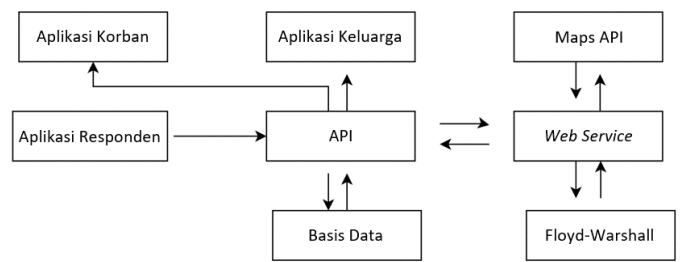 Aplikasi Korban
Aplikasi Keluarga
Maps API
Aplikasi Responden
API
Web Service
Basis Data
Floyd-Warshall